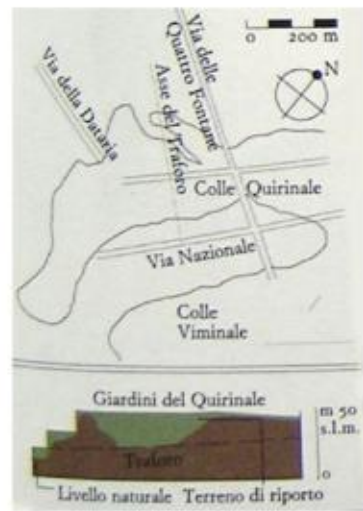 0 200 m
N
Via della Dataria
Asse del Traforo
Via delle
Quattro Fontane
Colle Quirinale
Via Nazionale
Colle
Viminale
Giardini del Quirinale
m 50
s.l.m.
Traforo
0
Livello naturale Terreno di riporto